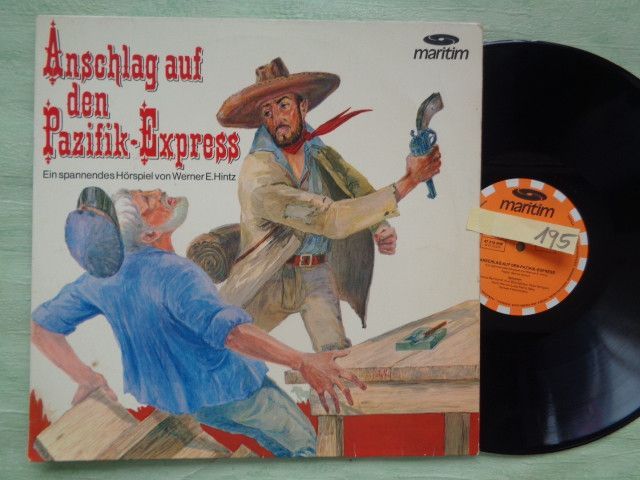 Anschlag auf
den
Pazifik-Express
Ein spannendes Hörspiel von Werner E. Hintz
maritim
maritim
195
ANSCHLAG AUF DEN PAZIFIK-EXPRESS